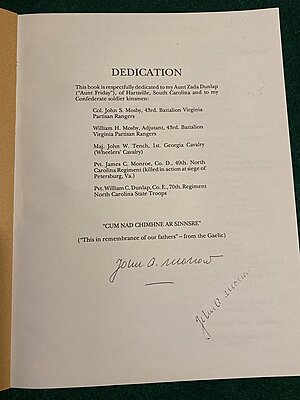 DEDICATION
This book is respectfully dedicated to my Aunt Zada Dunlap
("Aunt Friday"), of Hartsville, South Carolina and to my
Confederate soldier kinsmen:
Col. John S. Mosby, 43rd. Battalion Virginia
Partisan Rangers
William H. Mosby, Adjutant, 43rd. Battalion
Virginia Partisan Rangers
Maj. John W. Tench, 1st. Georgia Cavalry
(Wheelers' Cavalry)
Pvt. James C. Monroe, Co. D., 49th. North
Carolina Regiment (killed in action at siege of
Petersburg, Va.)
Pvt. William C. Dunlap, Co. E., 70th. Regiment
North Carolina State Troops
"CUM NAD CHIMHNE AR SINNSRE"
("This in remembrance of our fathers" – from the Gaelic)
John A. Morrow
John A.